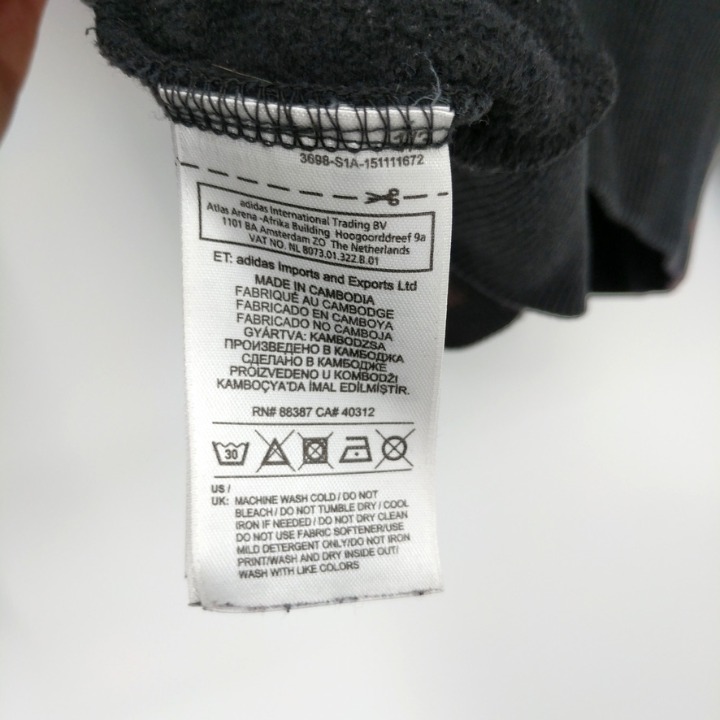 1/3
3698-S1A-151111672
adidas International Trading BV
Atlas Arena -Afrika Building Hoogoorddreef 9a
1101 BA Amsterdam ZO The Netherlands
VAT NO. NL 8073.01.322.B.01
ET: adidas Imports and Exports Ltd
MADE IN CAMBODIA
FABRIQUÉ AU CAMBODGE
FABRICADO EN CAMBOYA
FABRICADO NO CAMBOJA
GYÁRTVA: KAMBODZSA
ПРОИЗВЕДЕНО В КАМБОДЖА
СДЕЛАНО В КАМБОДЖЕ
PROIZVEDENO U KOMBODŽI
KAMBOÇYA'DA İMAL EDİLMİŞTİR.
RN# 88387 CA# 40312
30
US /
UK: MACHINE WASH COLD/ DO NOT
BLEACH/ DO NOT TUMBLE DRY / COOL
IRON IF NEEDED/ DO NOT DRY CLEAN
DO NOT USE FABRIC SOFTENER/USE
MILD DETERGENT ONLY/DO NOT IRON
PRINT/WASH AND DRY INSIDE OUT/
WASH WITH LIKE COLORS